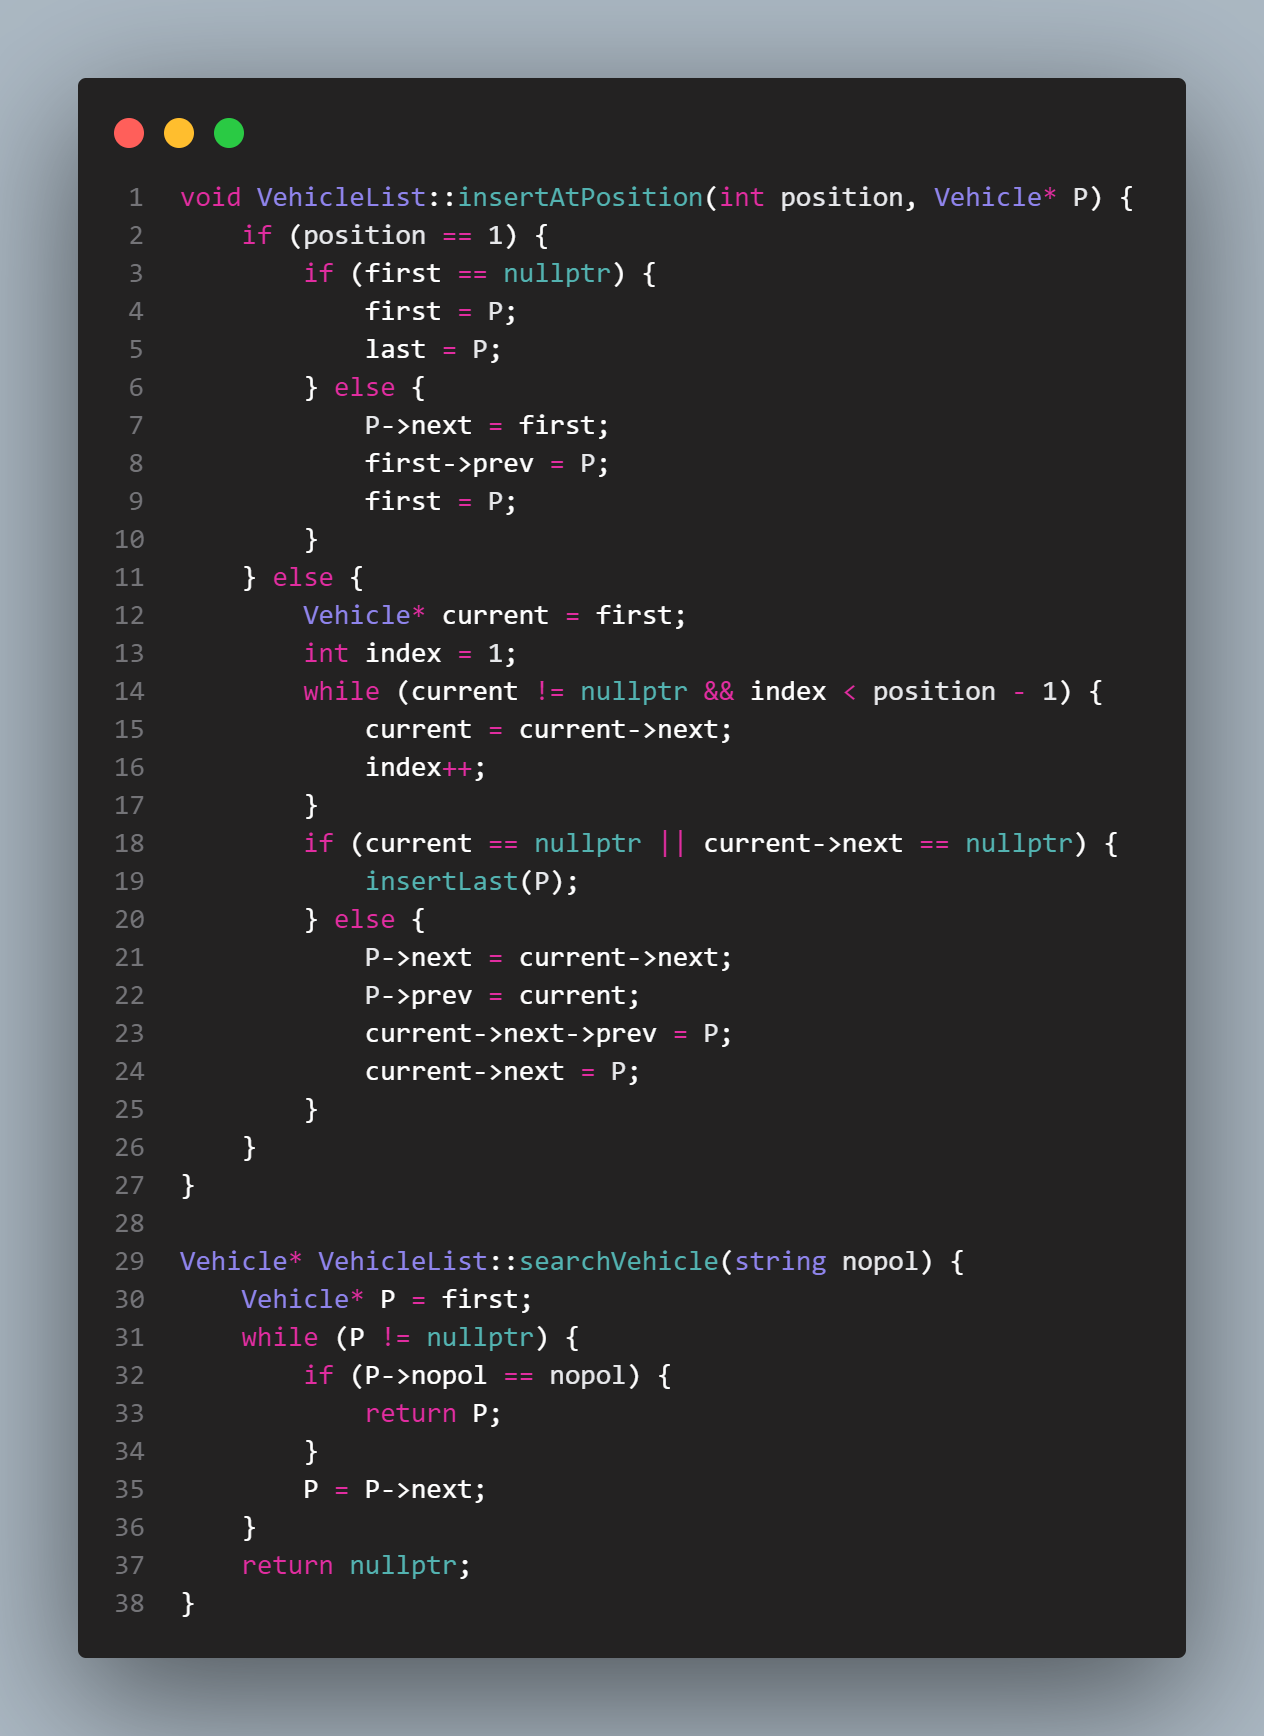 1 void VehicleList::insertAtPosition(int position, Vehicle* P) {
2     if (position == 1) {
3         if (first == nullptr) {
4             first = P;
5             last = P;
6         } else {
7             P->next = first;
8             first->prev = P;
9             first = P;
10         }
11     } else {
12         Vehicle* current = first;
13         int index = 1;
14         while (current != nullptr && index < position - 1) {
15             current = current->next;
16             index++;
17         }
18         if (current == nullptr || current->next == nullptr) {
19             insertLast(P);
20         } else {
21             P->next = current->next;
22             P->prev = current;
23             current->next->prev = P;
24             current->next = P;
25         }
26     }
27 }
28
29 Vehicle* VehicleList::searchVehicle(string nopol) {
30     Vehicle* P = first;
31     while (P != nullptr) {
32         if (P->nopol == nopol) {
33             return P;
34         }
35         P = P->next;
36     }
37     return nullptr;
38 }